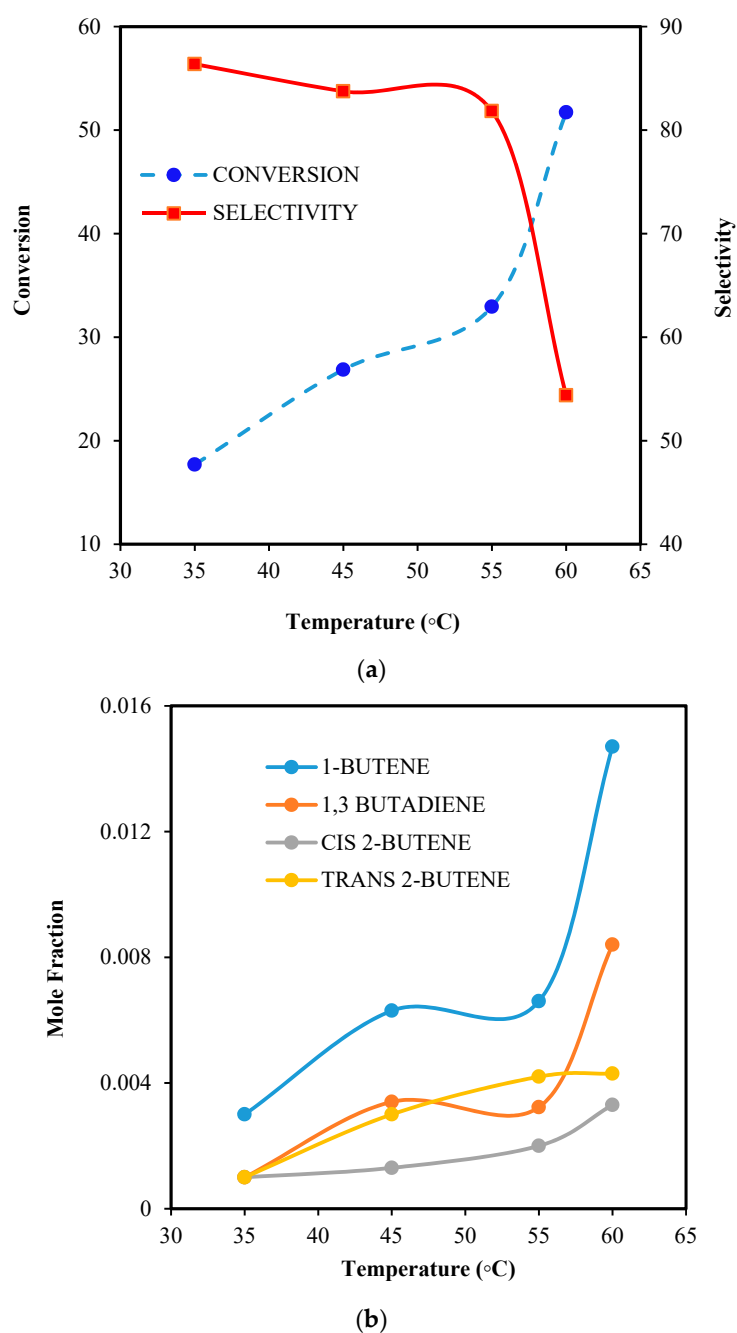 60
50
40
30
20
10
90
80
70
60
50
40
CONVERSION
SELECTIVITY
Conversion
Selectivity
30 35 40 45 50 55 60 65
Temperature (◦C)
(a)
0.016
0.012
0.008
0.004
0
1-BUTENE
1,3 BUTADIENE
CIS 2-BUTENE
TRANS 2-BUTENE
Mole Fraction
30 35 40 45 50 55 60 65
Temperature (◦C)
(b)